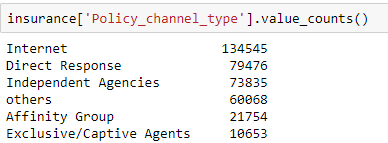 insurance['Policy_channel_type'].value_counts()
Internet 134545
Direct Response 79476
Independent Agencies 73835
others 60068
Affinity Group 21754
Exclusive/Captive Agents 10653